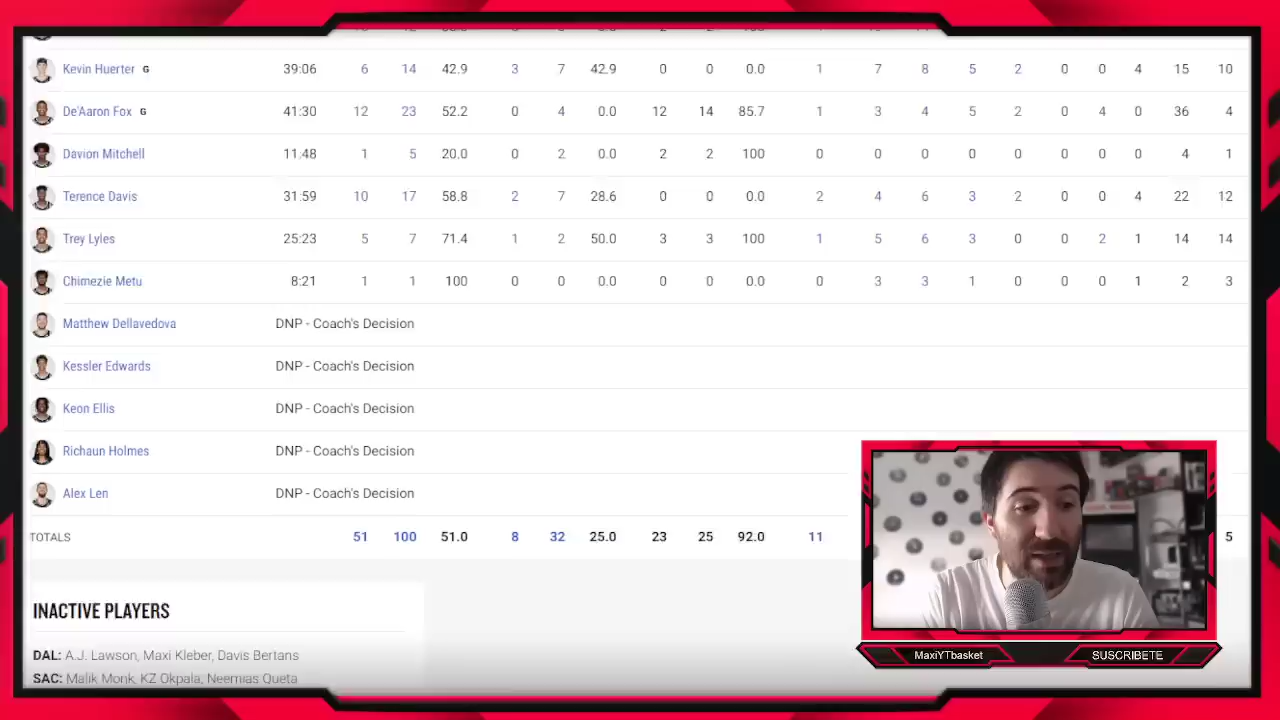 Kevin Huerter G 39:06 6 14 42.9 3 7 42.9 0 0 0.0 1 7 8 5 2 0 0 4 15 10
De'Aaron Fox G 41:30 12 23 52.2 0 4 0.0 12 14 85.7 1 3 4 5 2 0 4 0 36 4
Davion Mitchell 11:48 1 5 20.0 0 2 0.0 2 2 100 0 0 0 0 0 0 0 0 4 1
Terence Davis 31:59 10 17 58.8 2 7 28.6 0 0 0.0 2 4 6 3 2 0 0 4 22 12
Trey Lyles 25:23 5 7 71.4 1 2 50.0 3 3 100 1 5 6 3 0 0 2 1 14 14
Chimezie Metu 8:21 1 1 100 0 0 0.0 0 0 0.0 0 3 3 1 0 0 0 1 2 3
Matthew Dellavedova DNP - Coach's Decision
Kessler Edwards DNP - Coach's Decision
Keon Ellis DNP - Coach's Decision
Richaun Holmes DNP - Coach's Decision
Alex Len DNP - Coach's Decision
TOTALS 51 100 51.0 8 32 25.0 23 25 92.0 11 5
INACTIVE PLAYERS
DAL: A.J. Lawson, Maxi Kleber, Davis Bertans
SAC: Malik Monk, KZ Okpala, Neemias Queta
MaxiYTbasket SUSCRIBETE